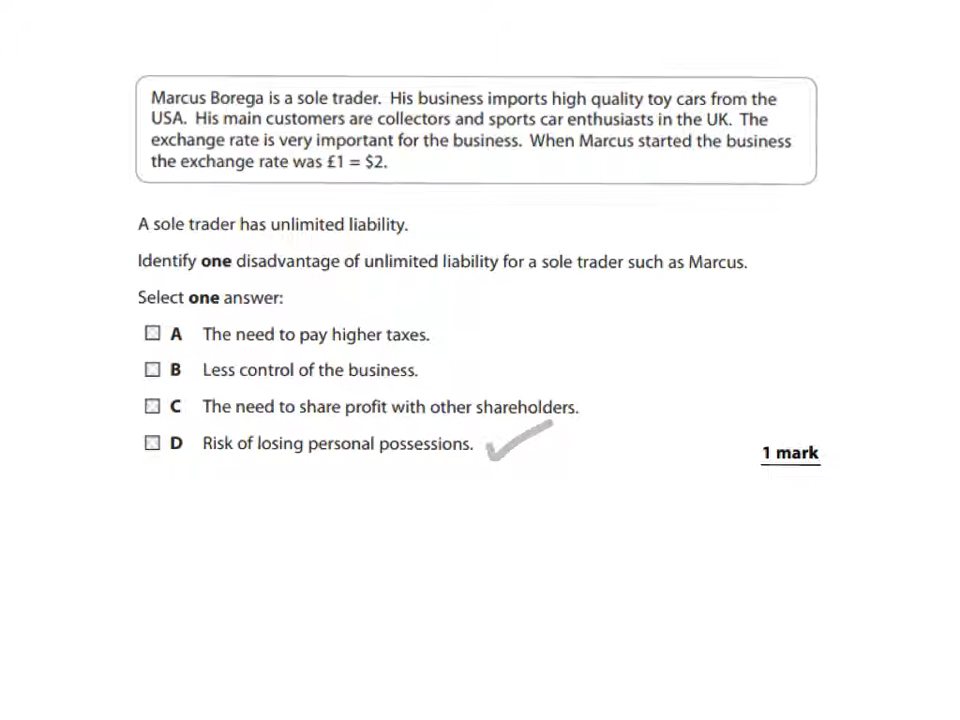 Marcus Borega is a sole trader. His business imports high quality toy cars from the
USA. His main customers are collectors and sports car enthusiasts in the UK. The
exchange rate is very important for the business. When Marcus started the business
the exchange rate was £1 = $2.
A sole trader has unlimited liability.
Identify one disadvantage of unlimited liability for a sole trader such as Marcus.
Select one answer:
A The need to pay higher taxes.
B Less control of the business.
C The need to share profit with other shareholders.
D Risk of losing personal possessions.
1 mark